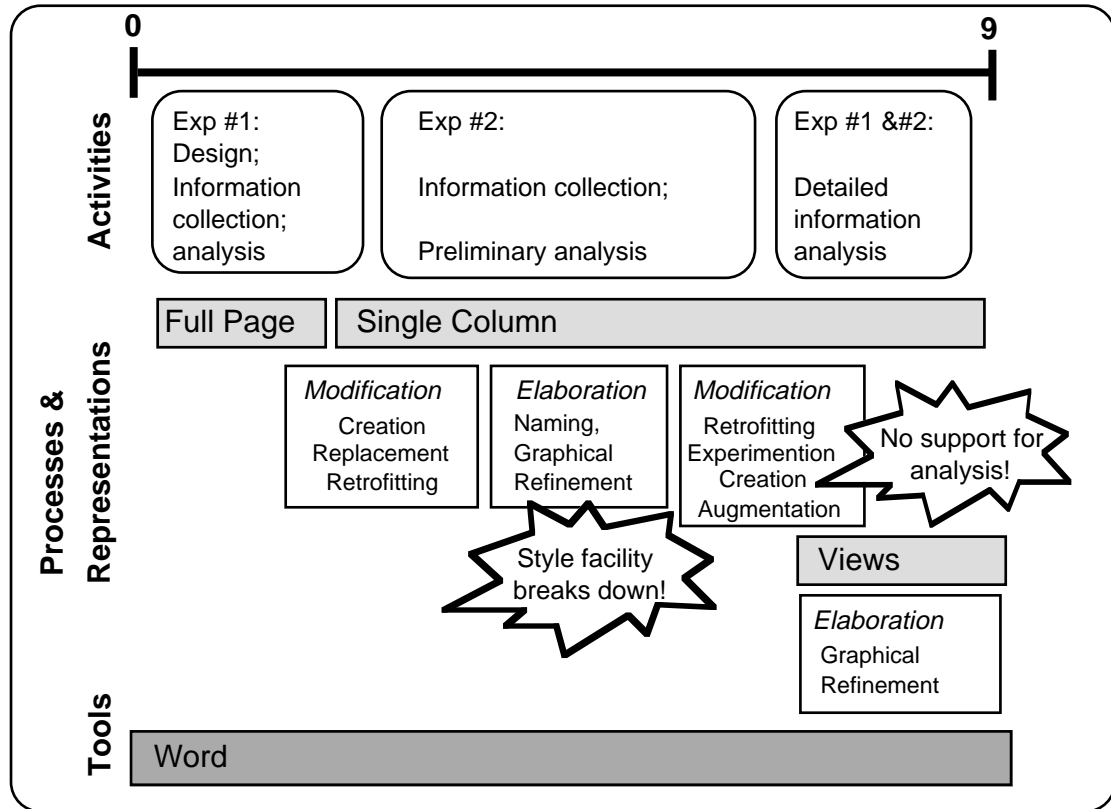 0
9
Activities
Exp #1:
Design;
Information
collection;
analysis
Exp #2:
Information collection;
Preliminary analysis
Exp #1 &#2:
Detailed
information
analysis
Processes &
Representations
Full Page
Single Column
Modification
Creation
Replacement
Retrofitting
Elaboration
Naming,
Graphical
Refinement
Modification
Retrofitting
Experimention
Creation
Augmentation
No support for
analysis!
Style facility
breaks down!
Views
Elaboration
Graphical
Refinement
Tools
Word